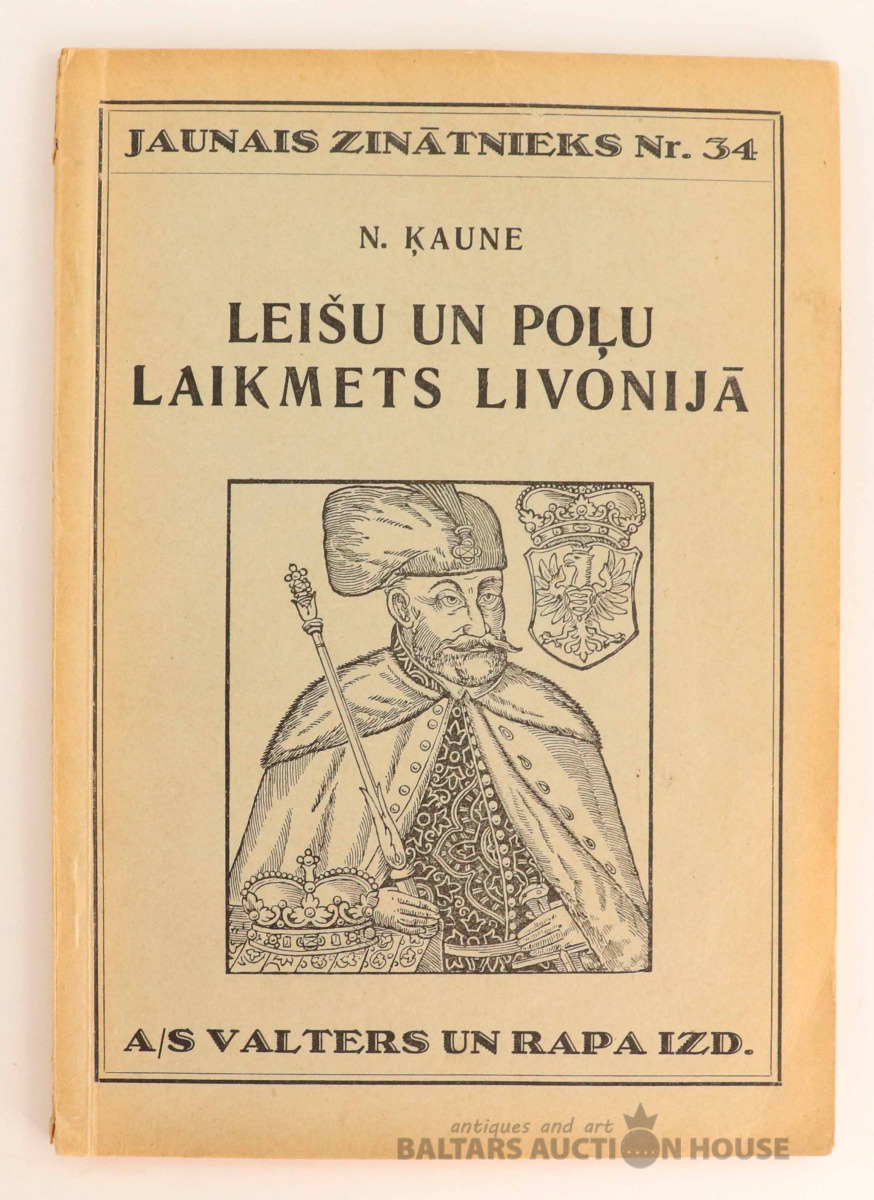 JAUNAIS ZINĀTNIEKS Nr. 34
N. ĶAUNE
LEIŠU UN POĻU
LAIKMETS LIVONIJĀ
A/S VALTERS UN RAPA IZD.
antiques and art
BALTARS AUCTION HOUSE